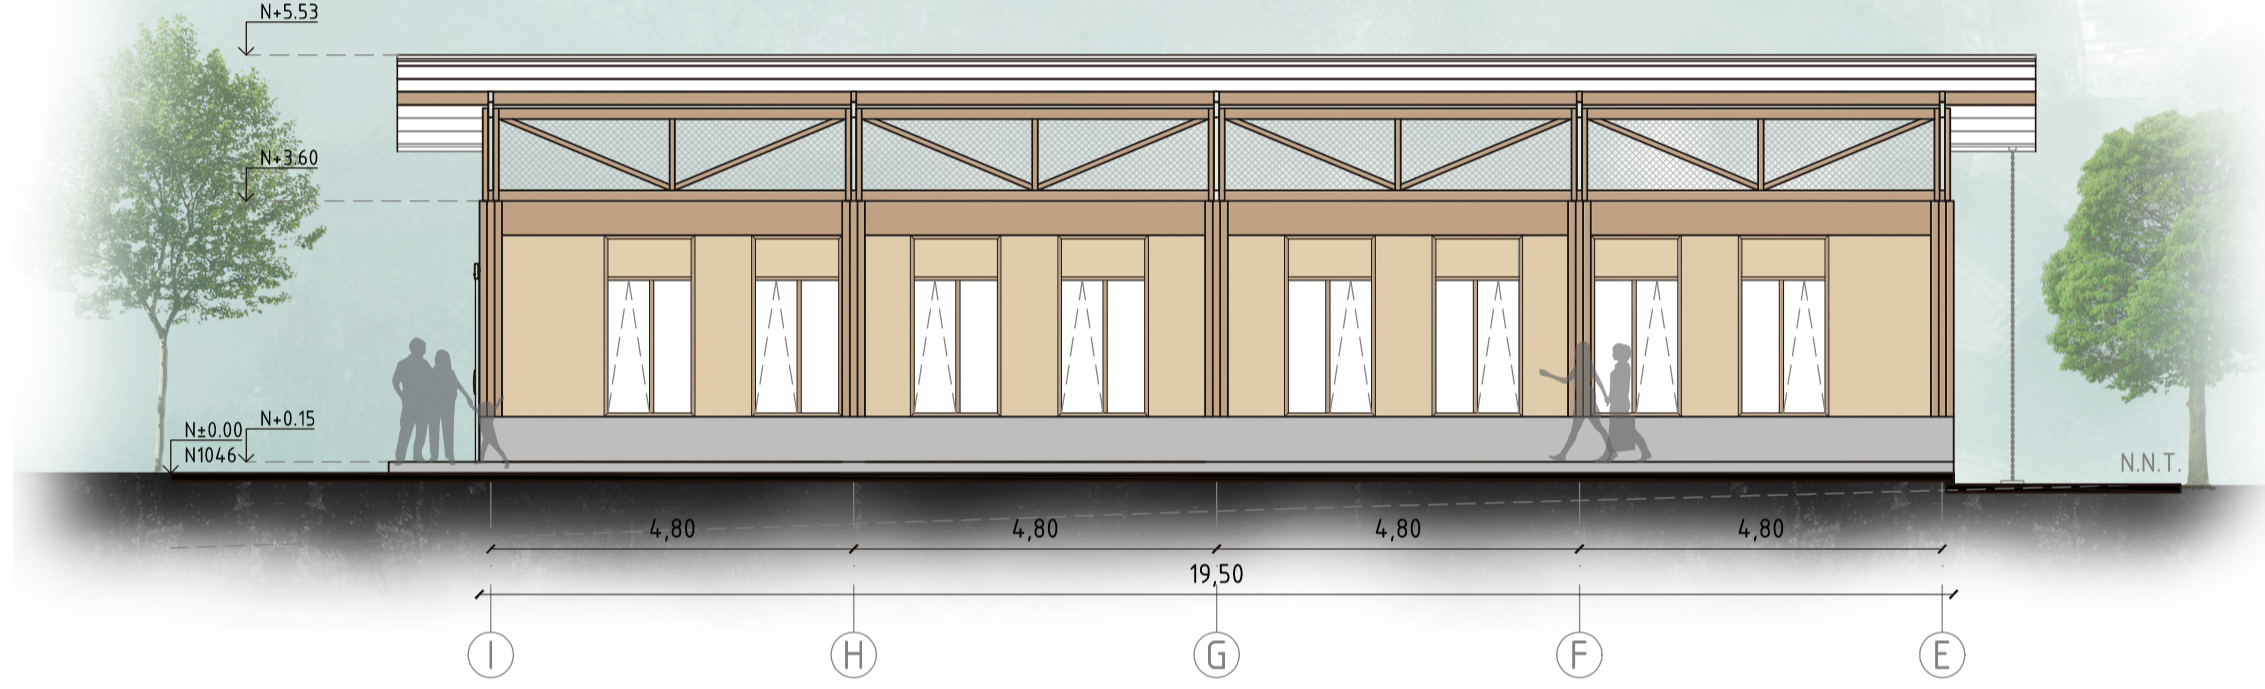 N+5.53
N+3.60
N+0.15
N±0.00
N1046
N.N.T.
4,80 4,80 4,80 4,80
19,50
I H G F E